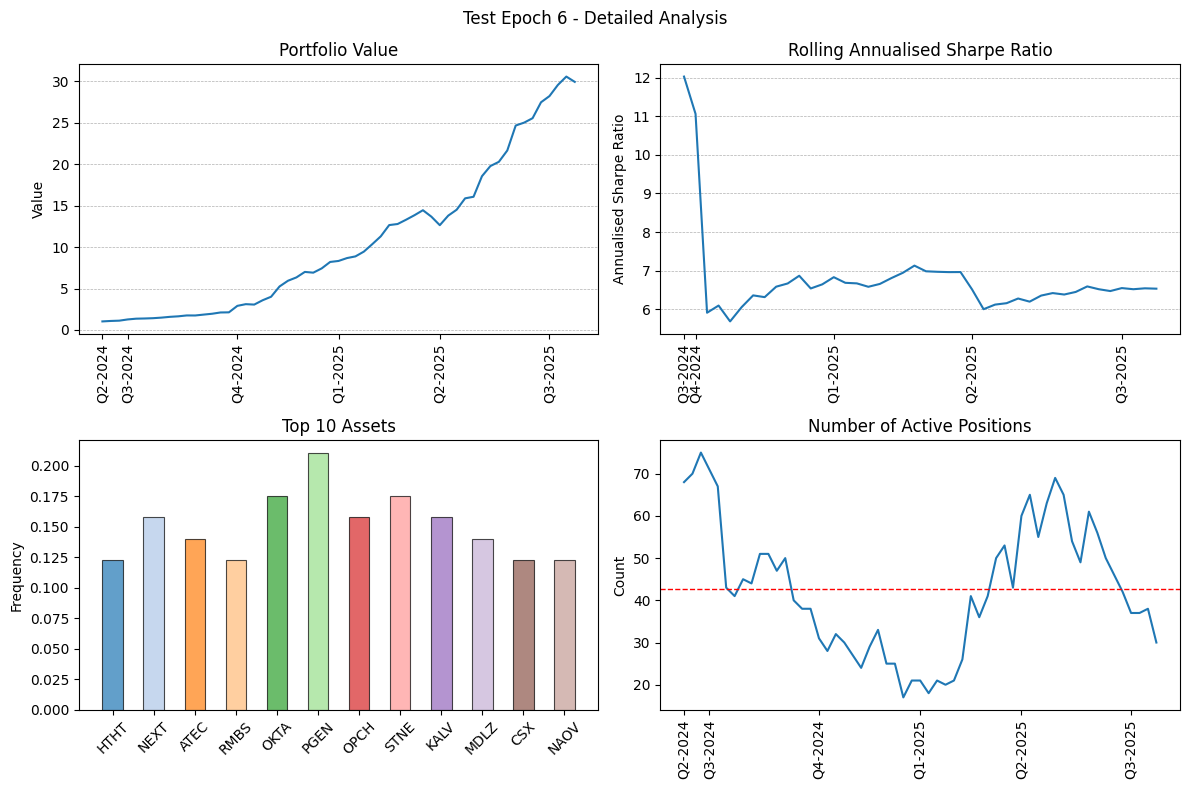 Test Epoch 6 - Detailed Analysis
Portfolio Value
Value
30
25
20
15
10
5
0
Q2-2024
Q3-2024
Q4-2024
Q1-2025
Q2-2025
Q3-2025
Rolling Annualised Sharpe Ratio
Annualised Sharpe Ratio
12
11
10
9
8
7
6
Q3-2024
Q4-2024
Q1-2025
Q2-2025
Q3-2025
Top 10 Assets
Frequency
0.200
0.175
0.150
0.125
0.100
0.075
0.050
0.025
0.000
HTHT
NEXT
ATEC
RMBS
OKTA
PGEN
OPCH
STNE
KALV
MDLZ
CSX
NAOV
Number of Active Positions
Count
70
60
50
40
30
20
Q2-2024
Q3-2024
Q4-2024
Q1-2025
Q2-2025
Q3-2025